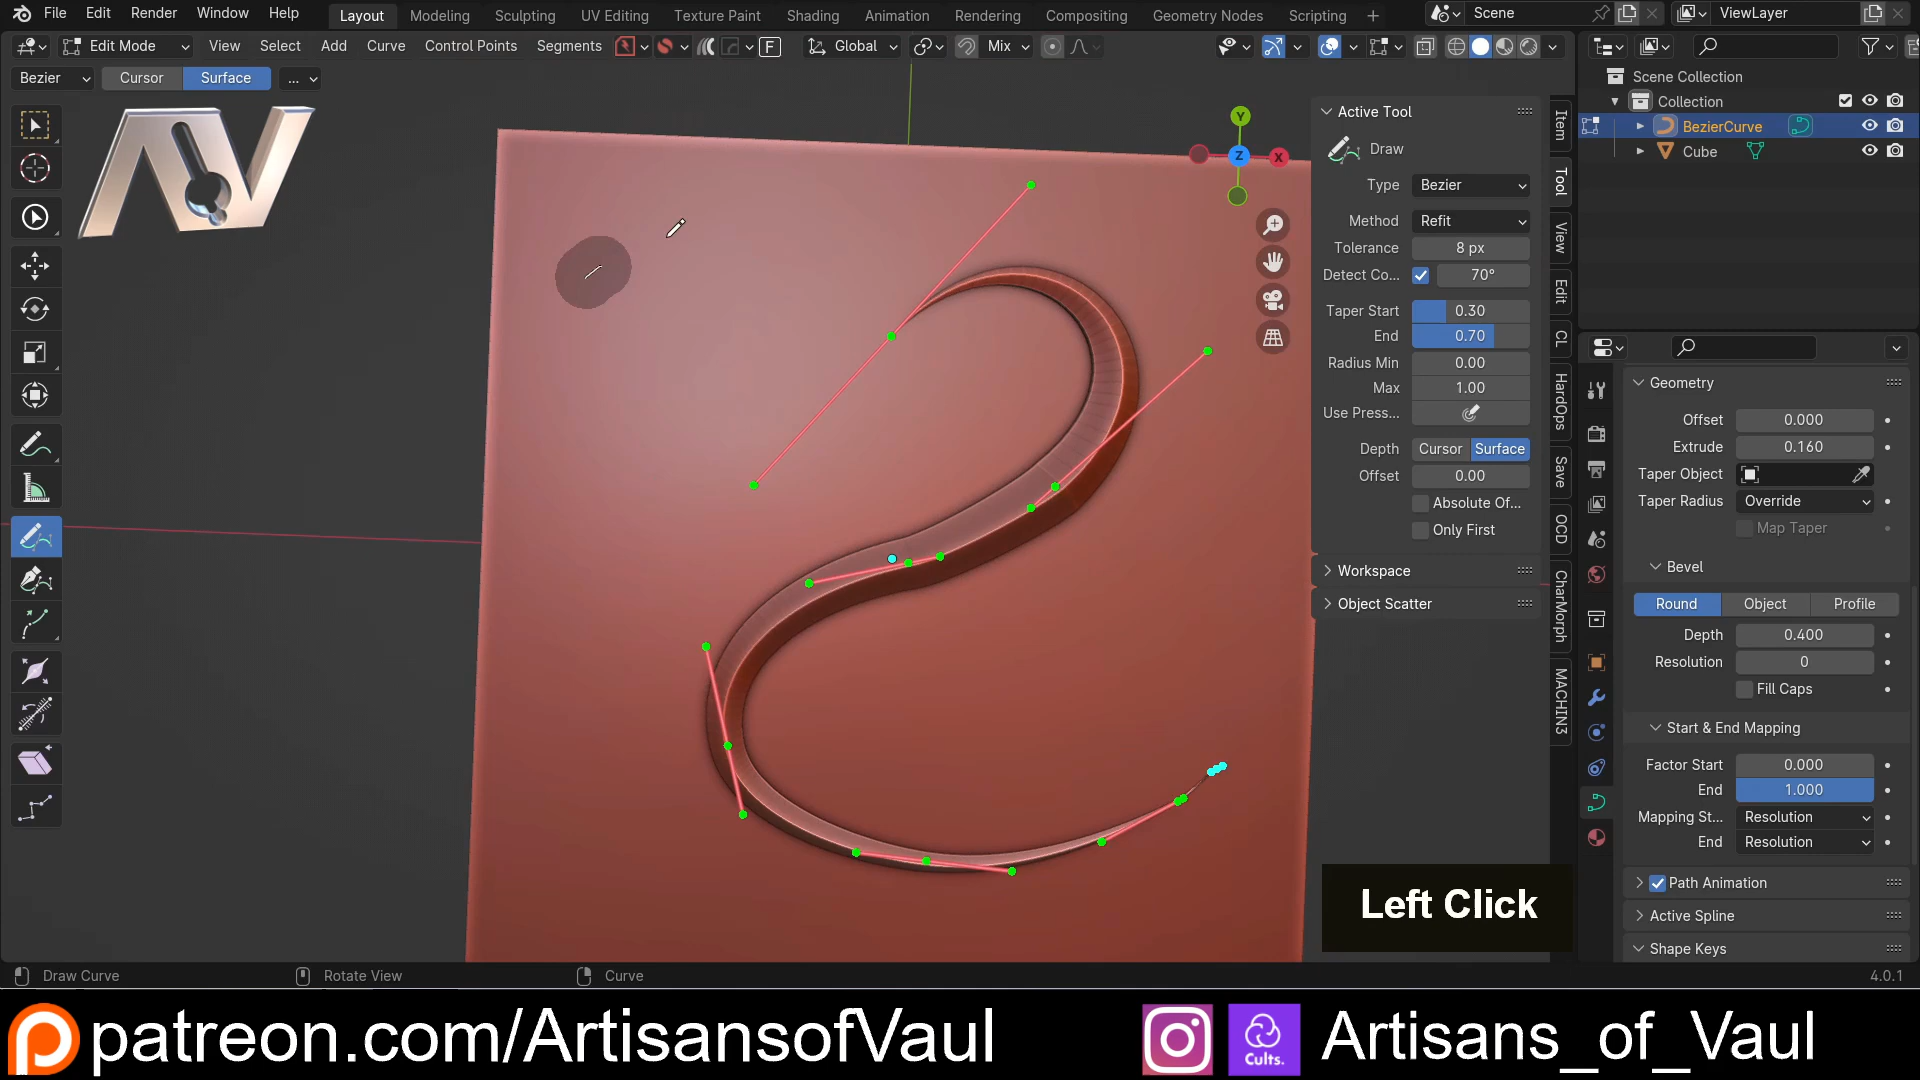 File Edit Render Window Help Layout Modeling Sculpting UV Editing Texture Paint Shading Animation Rendering Compositing Geometry Nodes Scripting + Scene ViewLayer
Edit Mode View Select Add Curve Control Points Segments F Global Mix
Bezier Cursor Surface ...
AV
Y
Z
X
Active Tool
Draw
Type Bezier
Method Refit
Tolerance 8 px
Detect Co... 70°
Taper Start 0.30
End 0.70
Radius Min 0.00
Max 1.00
Use Press...
Depth Cursor Surface
Offset 0.00
Absolute Of...
Only First
Workspace
Object Scatter
Item
Tool
View
Edit
CL
HardOps
Save
OCD
CharMorph
MACHIN3
Scene Collection
Collection
BezierCurve
Cube
Geometry
Offset 0.000
Extrude 0.160
Taper Object
Taper Radius Override
Map Taper
Bevel
Round Object Profile
Depth 0.400
Resolution 0
Fill Caps
Start & End Mapping
Factor Start 0.000
End 1.000
Mapping St... Resolution
End Resolution
Path Animation
Active Spline
Shape Keys
Left Click
Draw Curve Rotate View Curve 4.0.1
patreon.com/ArtisansofVaul Cults. Artisans_of_Vaul